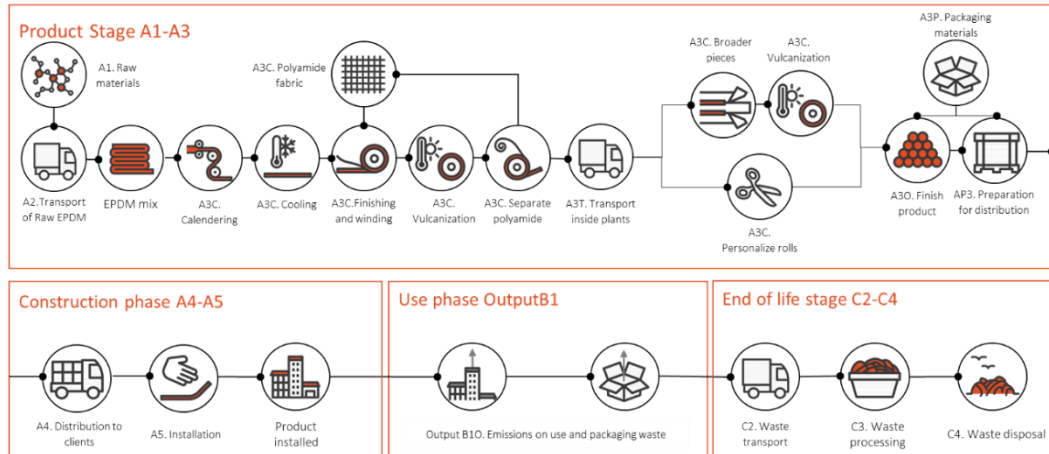 Product Stage A1-A3
A1. Raw
materials
A3C. Polyamide
fabric
A3C. Broader
pieces
A3C.
Vulcanization
A3P. Packaging
materials
A2.Transport
of Raw EPDM
EPDM mix
A3C.
Calendering
A3C. Cooling
A3C.Finishing
and winding
A3C.
Vulcanization
A3C. Separate
polyamide
A3T. Transport
inside plants
A3C.
Personalize rolls
A3O. Finish
product
AP3. Preparation
for distribution
Construction phase A4-A5
A4. Distribution to
clients
A5. Installation
Product
installed
Use phase OutputB1
Output B1O. Emissions on use and packaging waste
End of life stage C2-C4
C2. Waste
transport
C3. Waste
processing
C4. Waste disposal